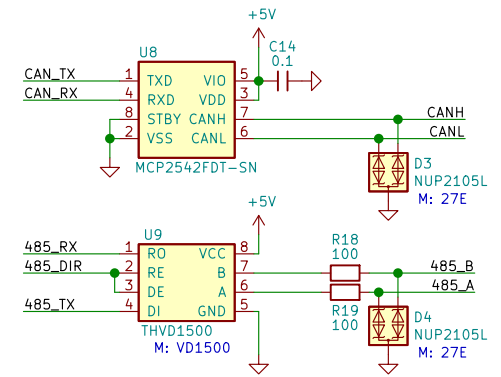 +5V
U8
C14
0.1
CAN_TX 1 TXD VIO 5
CAN_RX 4 RXD VDD 3
8 STBY CANH 7 CANH
2 VSS CANL 6 CANL
MCP2542FDT-SN
D3
NUP2105L
M: 27E
+5V
U9
485_RX 1 RO VCC 8
R18
100
485_DIR 2 RE B 7 485_B
3 DE A 6 485_A
485_TX 4 DI GND 5
R19
100
THVD1500
M: VD1500
D4
NUP2105L
M: 27E